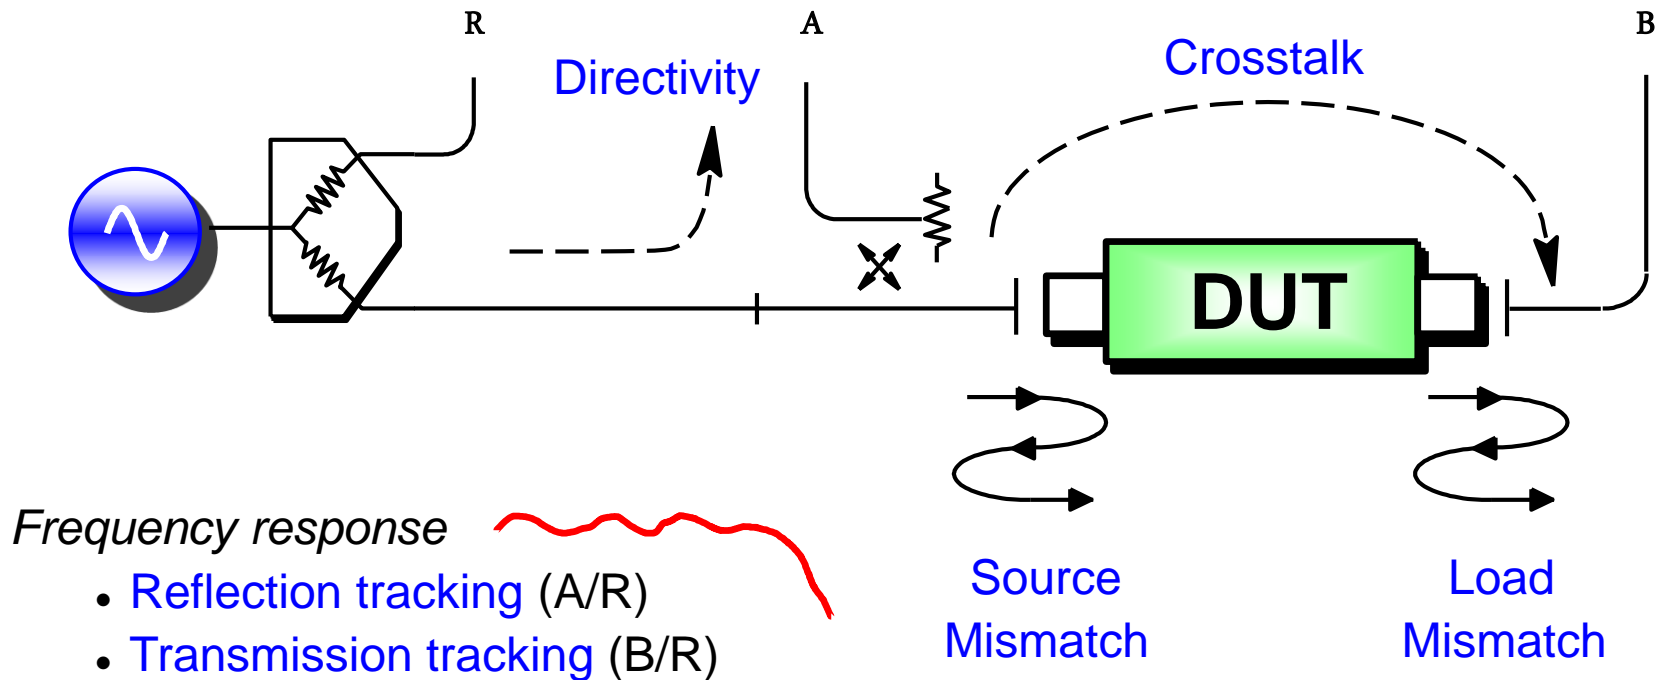 R
A
B
Directivity
Crosstalk
DUT
Frequency response
• Reflection tracking (A/R)
• Transmission tracking (B/R)
Source
Mismatch
Load
Mismatch